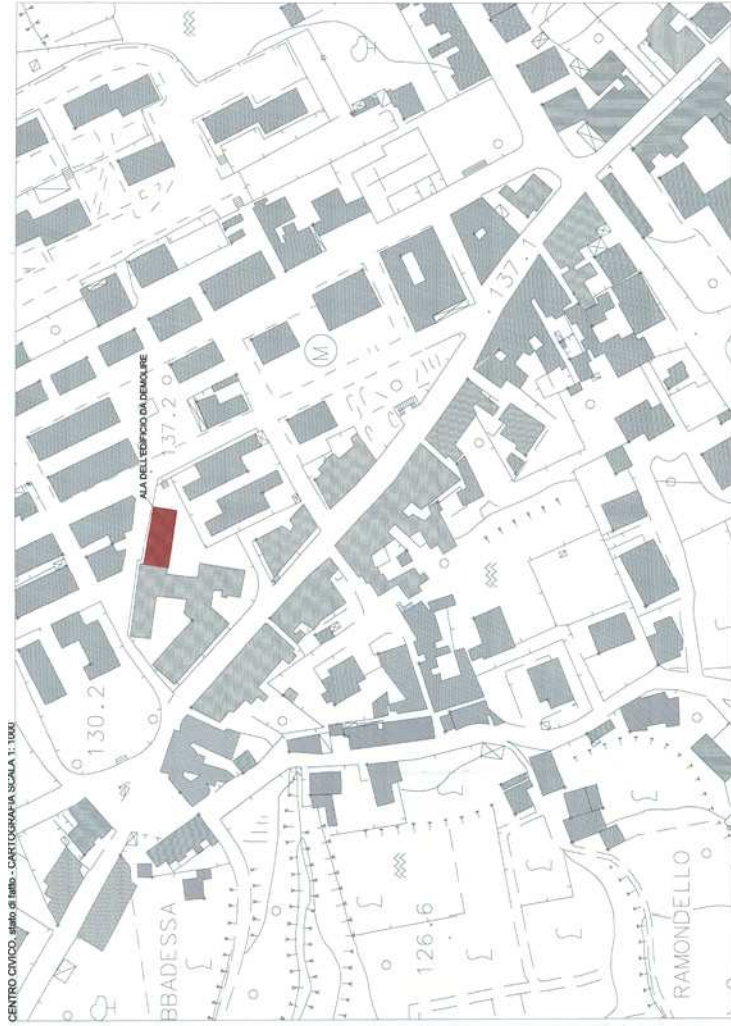 CENTRO CIVICO, stato di fatto - CARTOGRAFIA SCALA 1:1000
ALA DELL'EDIFICIO DA DEMOLIRE
137.2
130.2
M
137.1
BBADESSA
126.6
RAMONDELLO